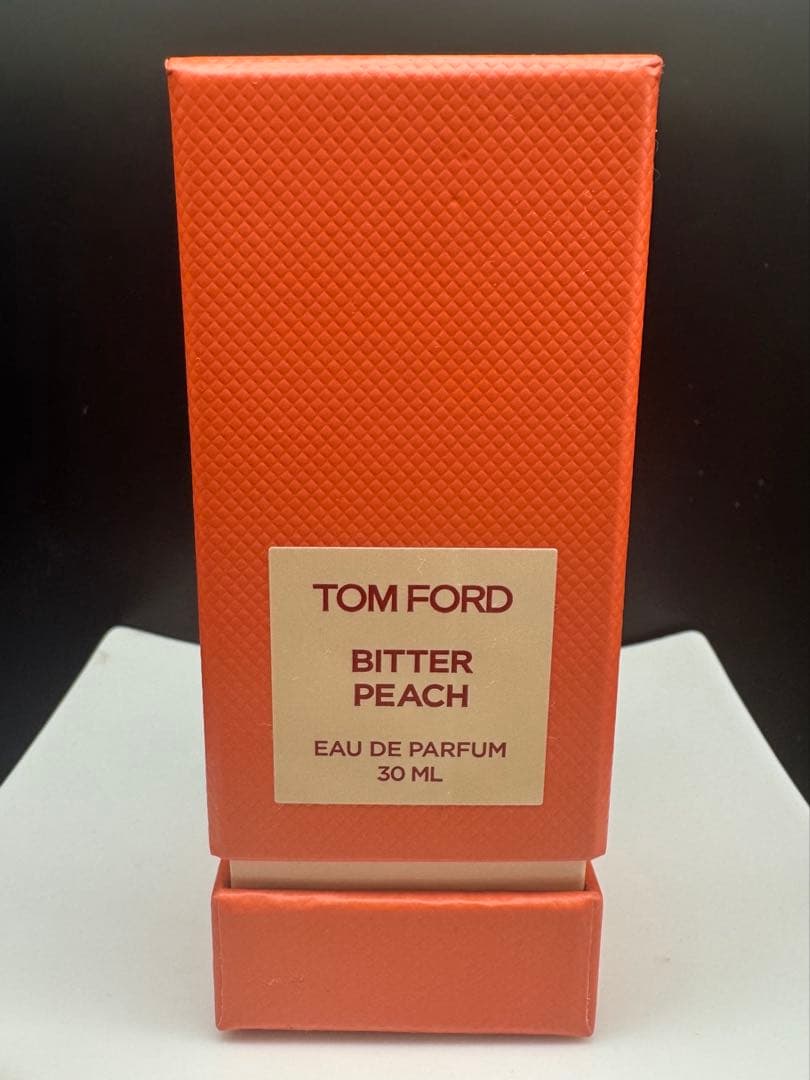 TOM FORD
BITTER
PEACH
EAU DE PARFUM
30 ML